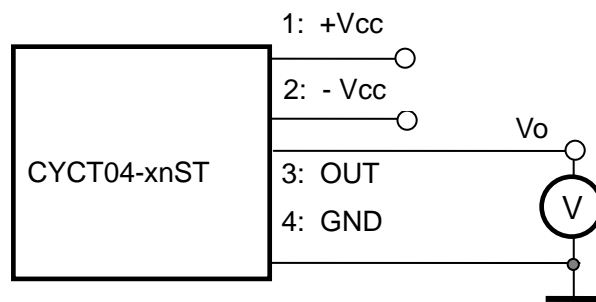 1: +Vcc
2: - Vcc
Vo
CYCT04-xnST
3: OUT
V
4: GND